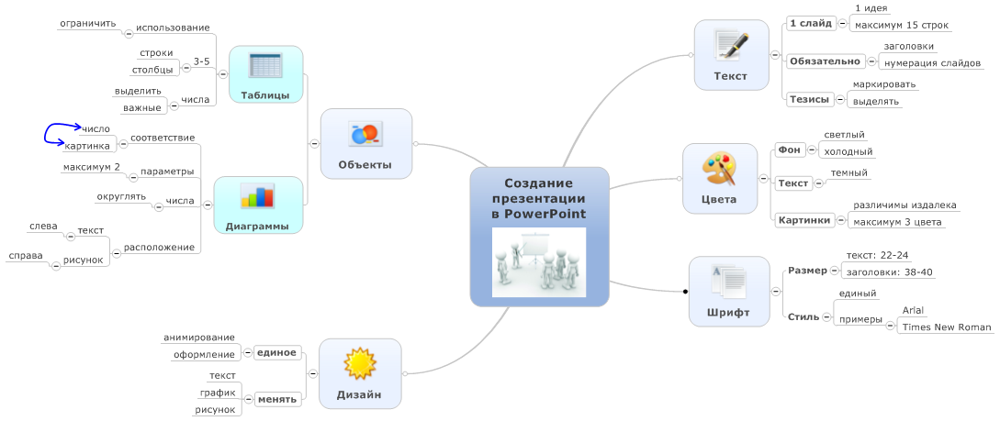 Создание
презентации
в PowerPoint
Текст
1 слайд
1 идея
максимум 15 строк
Обязательно
заголовки
нумерация слайдов
Тезисы
маркировать
выделять
Цвета
Фон
светлый
холодный
Текст
темный
Картинки
различимы издалека
максимум 3 цвета
Шрифт
Размер
текст: 22-24
заголовки: 38-40
Стиль
единый
примеры
Arial
Times New Roman
Объекты
Таблицы
использование
ограничить
3-5
строки
столбцы
числа
выделить
важные
Диаграммы
соответствие
число
картинка
параметры
максимум 2
числа
округлять
расположение
текст
слева
рисунок
справа
Дизайн
единое
анимирование
оформление
менять
текст
график
рисунок